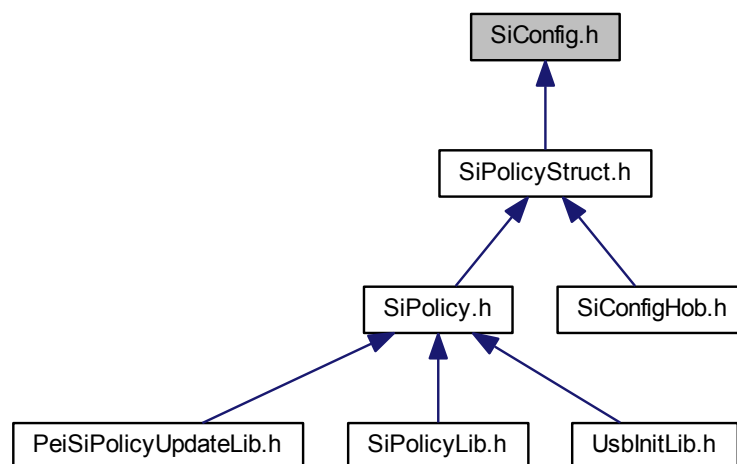 SiConfig.h
SiPolicyStruct.h
SiPolicy.h
SiConfigHob.h
PeiSiPolicyUpdateLib.h
SiPolicyLib.h
UsbInitLib.h